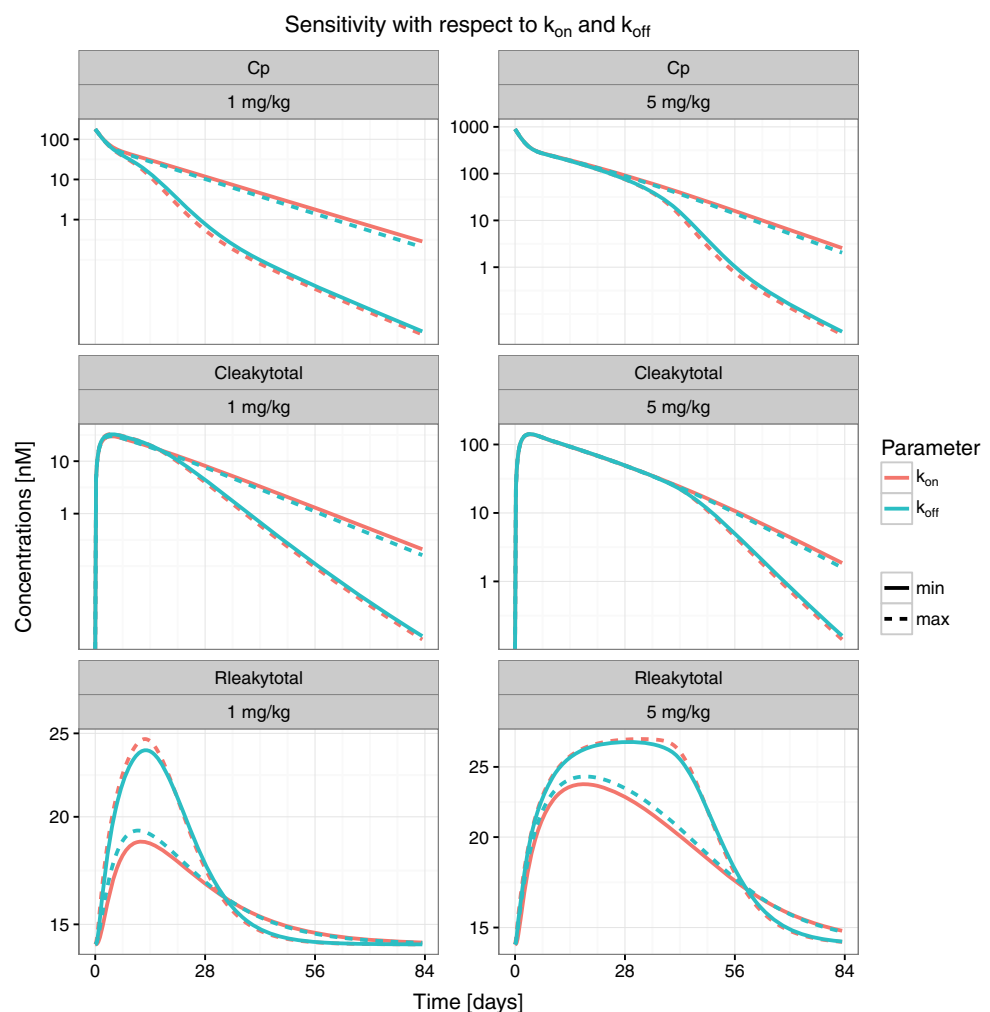 Sensitivity with respect to kon and koff
Cp
1 mg/kg
Cp
5 mg/kg
100
10
1
1000
100
10
1
Cleakytotal
1 mg/kg
Cleakytotal
5 mg/kg
10
1
100
10
1
Rleakytotal
1 mg/kg
Rleakytotal
5 mg/kg
25
20
15
25
20
15
0
28
56
84
0
28
56
84
Concentrations [nM]
Time [days]
Parameter
kon
koff
min
max